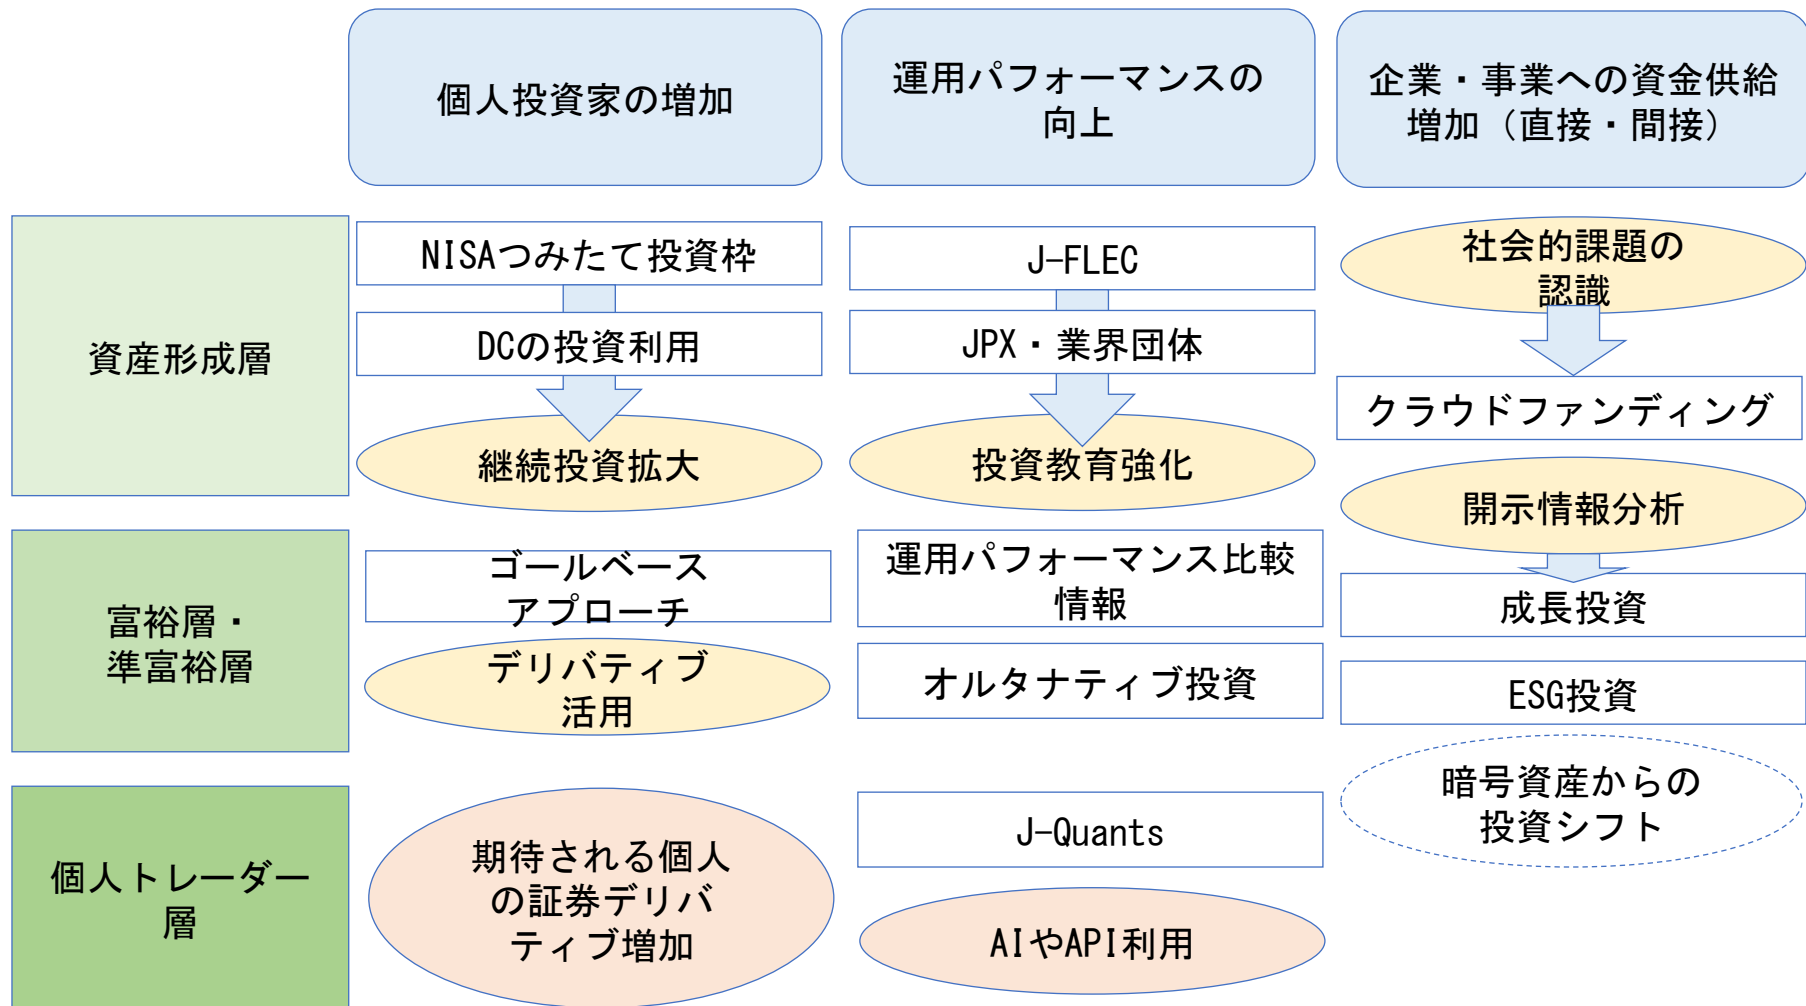 個人投資家の増加
運用パフォーマンスの
向上
企業・事業への資金供給
増加（直接・間接）
資産形成層
NISAつみたて投資枠
DCの投資利用
継続投資拡大
J-FLEC
JPX・業界団体
投資教育強化
社会的課題の
認識
クラウドファンディング
開示情報分析
富裕層・
準富裕層
ゴールベース
アプローチ
デリバティブ
活用
運用パフォーマンス比較
情報
オルタナティブ投資
成長投資
ESG投資
暗号資産からの
投資シフト
個人トレーダー
層
期待される個人
の証券デリバ
ティブ増加
J-Quants
AIやAPI利用